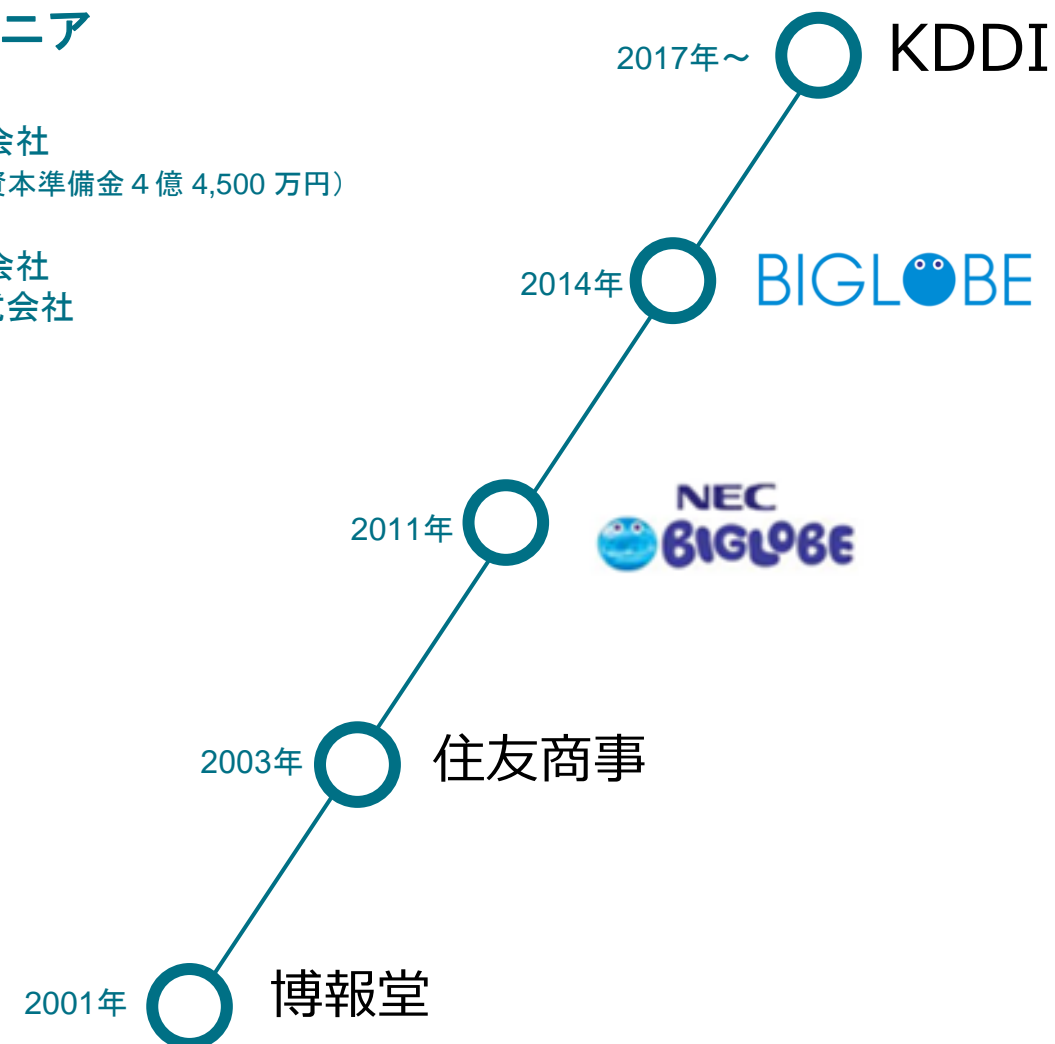 ニア
会社
資本準備金４億 4,500 万円）
会社
式会社
2017年～
KDDI
2014年
BIGLOBE
2011年
NEC
BIGLOBE
2003年
住友商事
2001年
博報堂